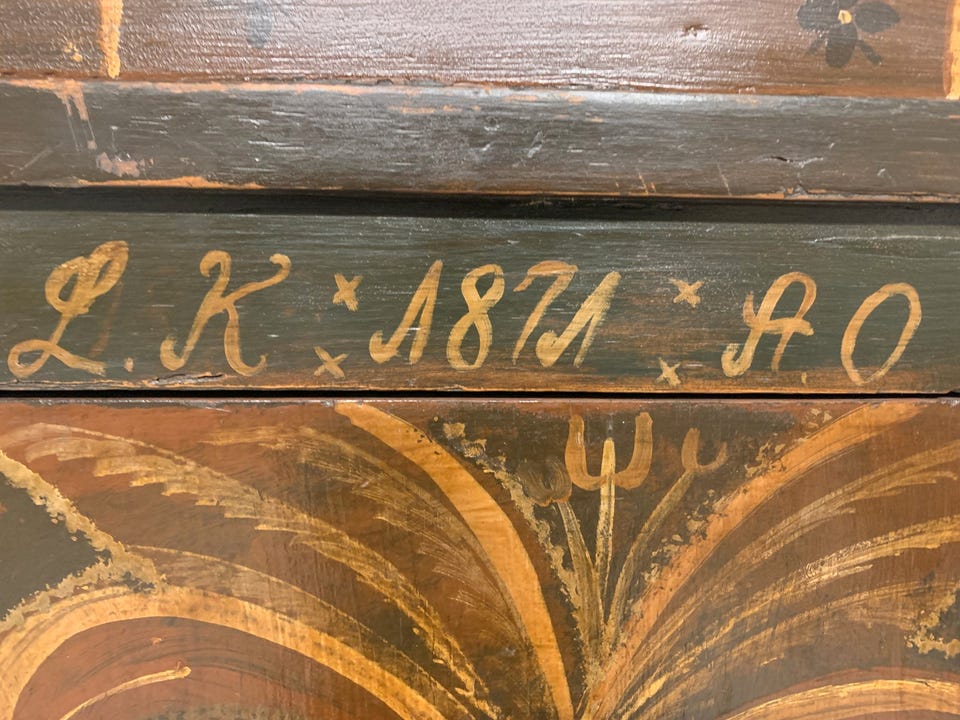 L. K × 1871 × A. O